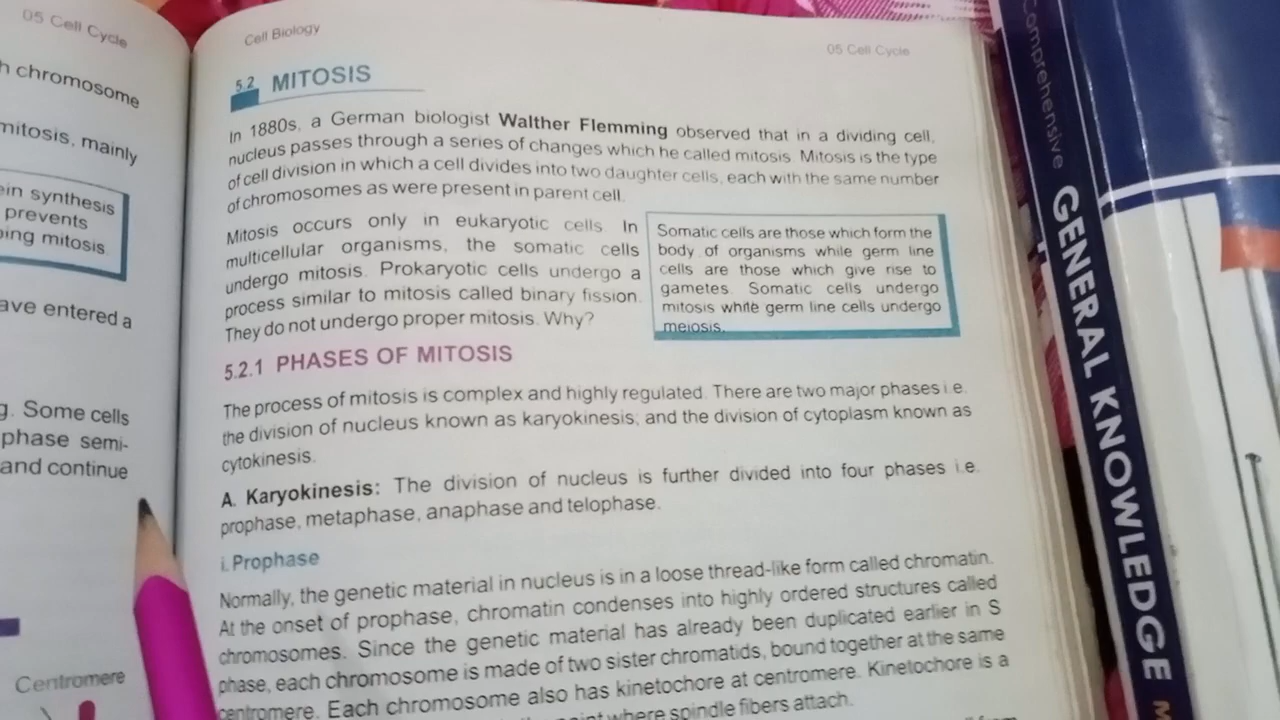 05 Cell Cycle
chromosome
mitosis, mainly
synthesis
prevents
mitosis
entered a
Some cells
phase semi-
and continue
Centromere
Cell Biology
05 Cell Cycle
5.2 MITOSIS
In 1880s, a German biologist Walther Flemming observed that in a dividing cell,
nucleus passes through a series of changes which he called mitosis. Mitosis is the type
of cell division in which a cell divides into two daughter cells, each with the same number
of chromosomes as were present in parent cell.
Mitosis occurs only in eukaryotic cells. In
multicellular organisms, the somatic cells
undergo mitosis. Prokaryotic cells undergo a
process similar to mitosis called binary fission.
They do not undergo proper mitosis. Why?
Somatic cells are those which form the
body of organisms while germ line
cells are those which give rise to
gametes. Somatic cells undergo
mitosis while germ line cells undergo
meiosis.
5.2.1 PHASES OF MITOSIS
The process of mitosis is complex and highly regulated. There are two major phases i.e.
the division of nucleus known as karyokinesis; and the division of cytoplasm known as
cytokinesis.
A. Karyokinesis: The division of nucleus is further divided into four phases i.e.
prophase, metaphase, anaphase and telophase.
i. Prophase
Normally, the genetic material in nucleus is in a loose thread-like form called chromatin.
At the onset of prophase, chromatin condenses into highly ordered structures called
chromosomes. Since the genetic material has already been duplicated earlier in S
phase, each chromosome is made of two sister chromatids, bound together at the same
centromere. Each chromosome also has kinetochore at centromere. Kinetochore is a
point where spindle fibers attach.
Comprehensive
GENERAL KNOWLEDGE